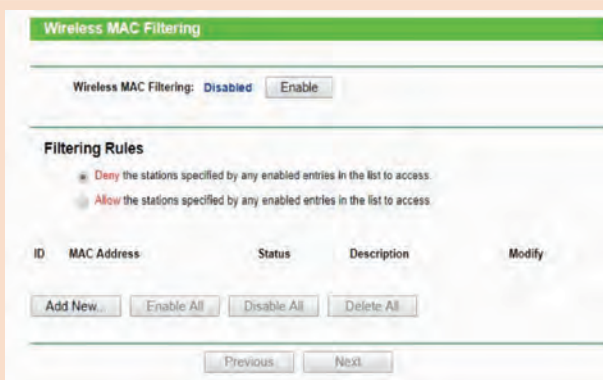 Wireless MAC Filtering
Wireless MAC Filtering: Disabled Enable
Filtering Rules
Deny the stations specified by any enabled entries in the list to access.
Allow the stations specified by any enabled entries in the list to access.
ID MAC Address Status Description Modify
Add New... Enable All Disable All Delete All
Previous Next